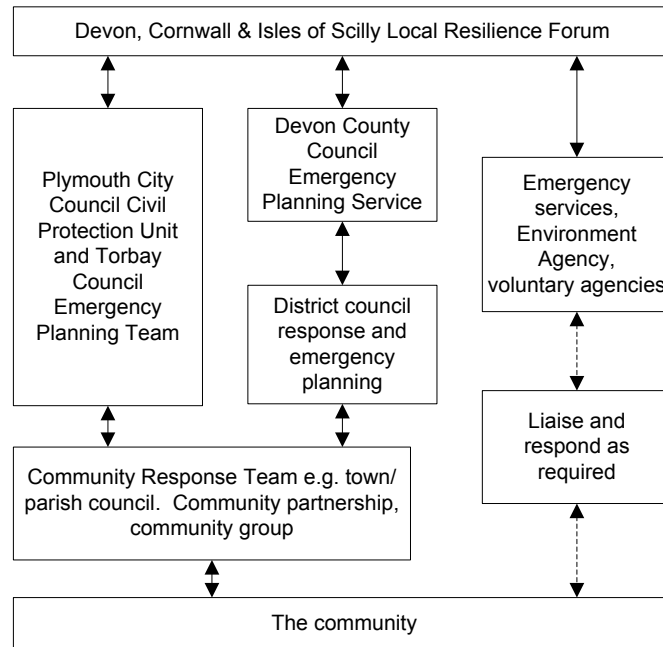 Devon, Cornwall & Isles of Scilly Local Resilience Forum
Plymouth City
Council Civil
Protection Unit
and Torbay
Council
Emergency
Planning Team
Devon County
Council
Emergency
Planning Service
Emergency
services,
Environment
Agency,
voluntary agencies
District council
response and
emergency
planning
Liaise and
respond as
required
Community Response Team e.g. town/
parish council.  Community partnership,
community group
The community